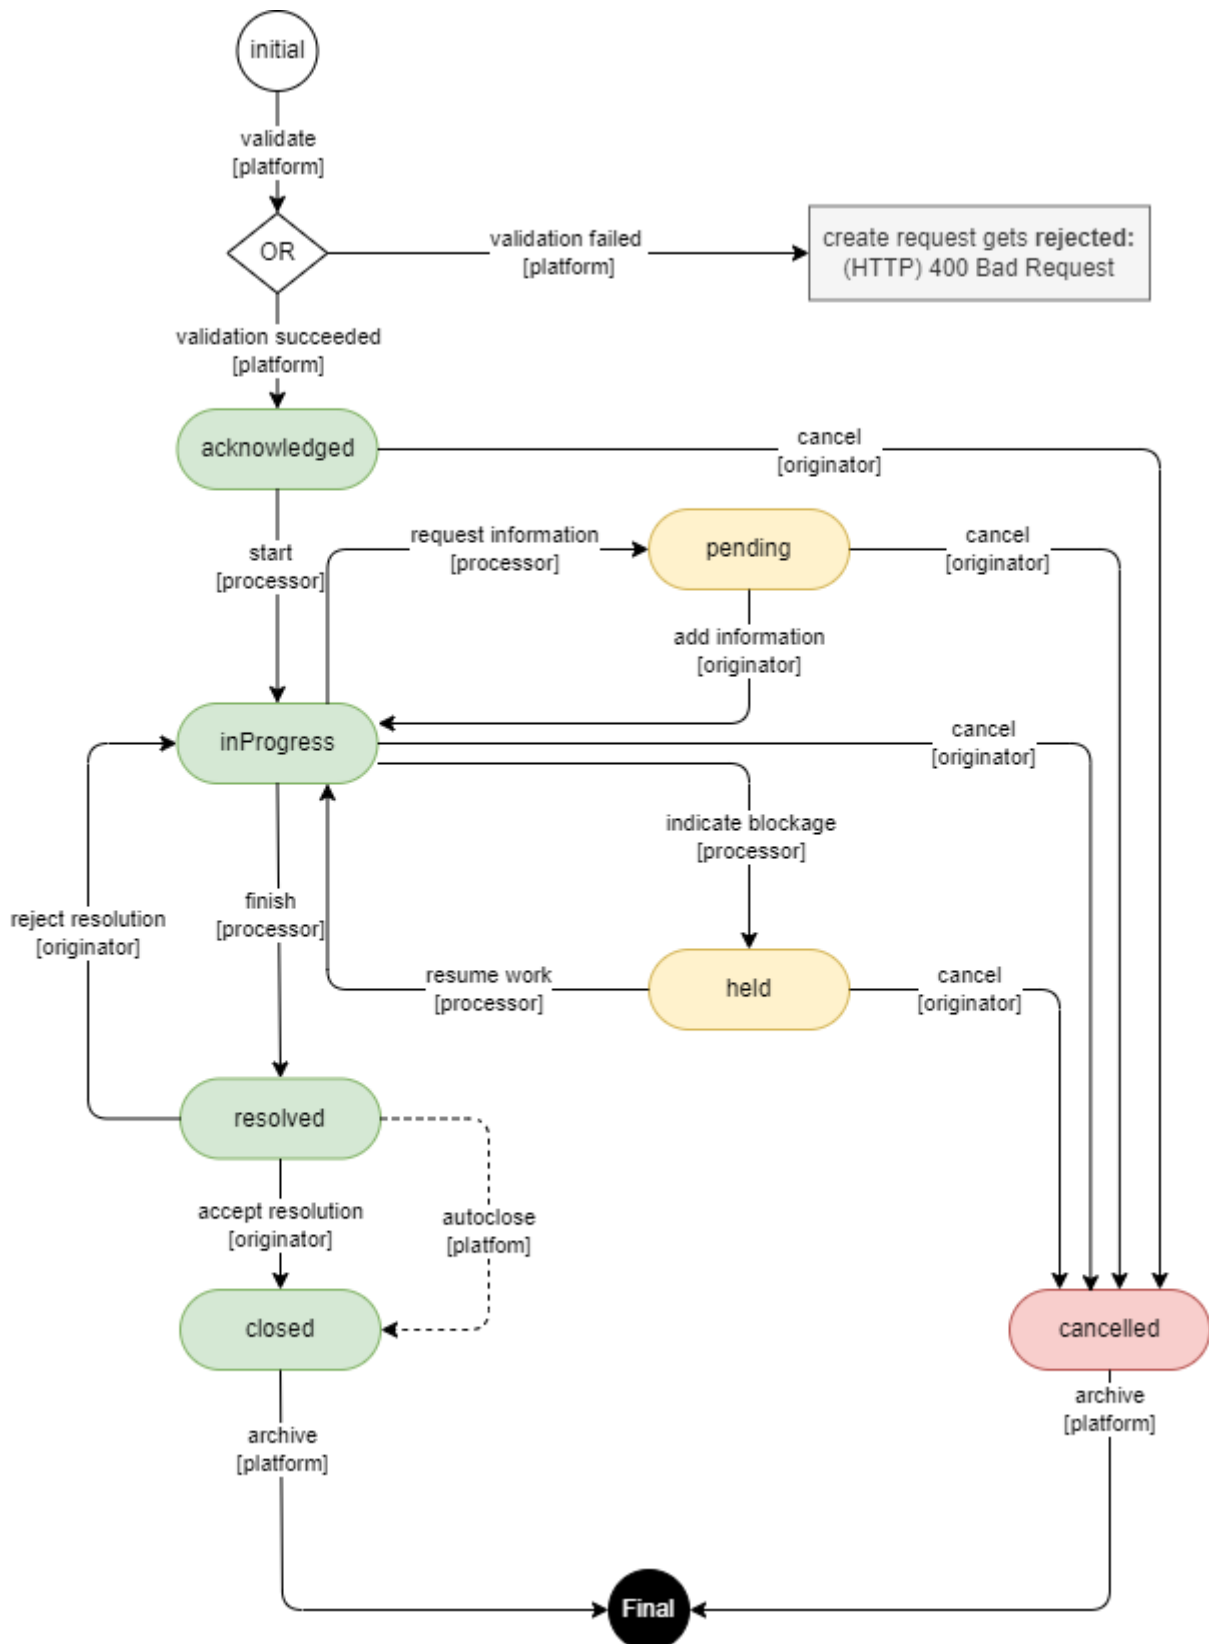 initial
validate
[platform]
OR
validation failed
[platform]
create request gets rejected:
(HTTP) 400 Bad Request
validation succeeded
[platform]
acknowledged
cancel
[originator]
request information
[processor]
pending
cancel
[originator]
start
[processor]
add information
[originator]
inProgress
cancel
[originator]
indicate blockage
[processor]
reject resolution
[originator]
finish
[processor]
resume work
[processor]
held
cancel
[originator]
resolved
accept resolution
[originator]
autoclose
[platfom]
closed
cancelled
archive
[platform]
archive
[platform]
Final